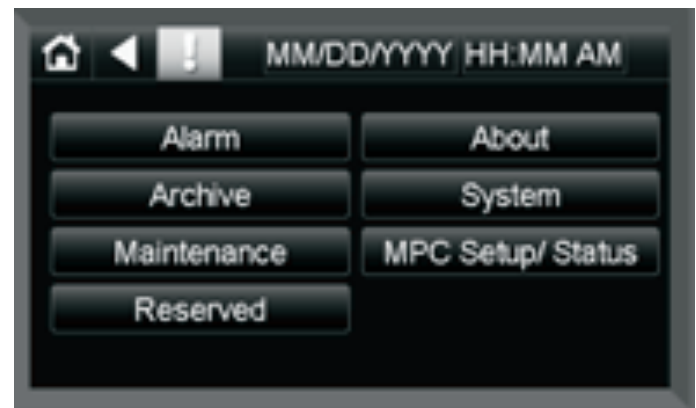 ! MM/DD/YYYY HH:MM AM
Alarm About
Archive System
Maintenance MPC Setup/ Status
Reserved